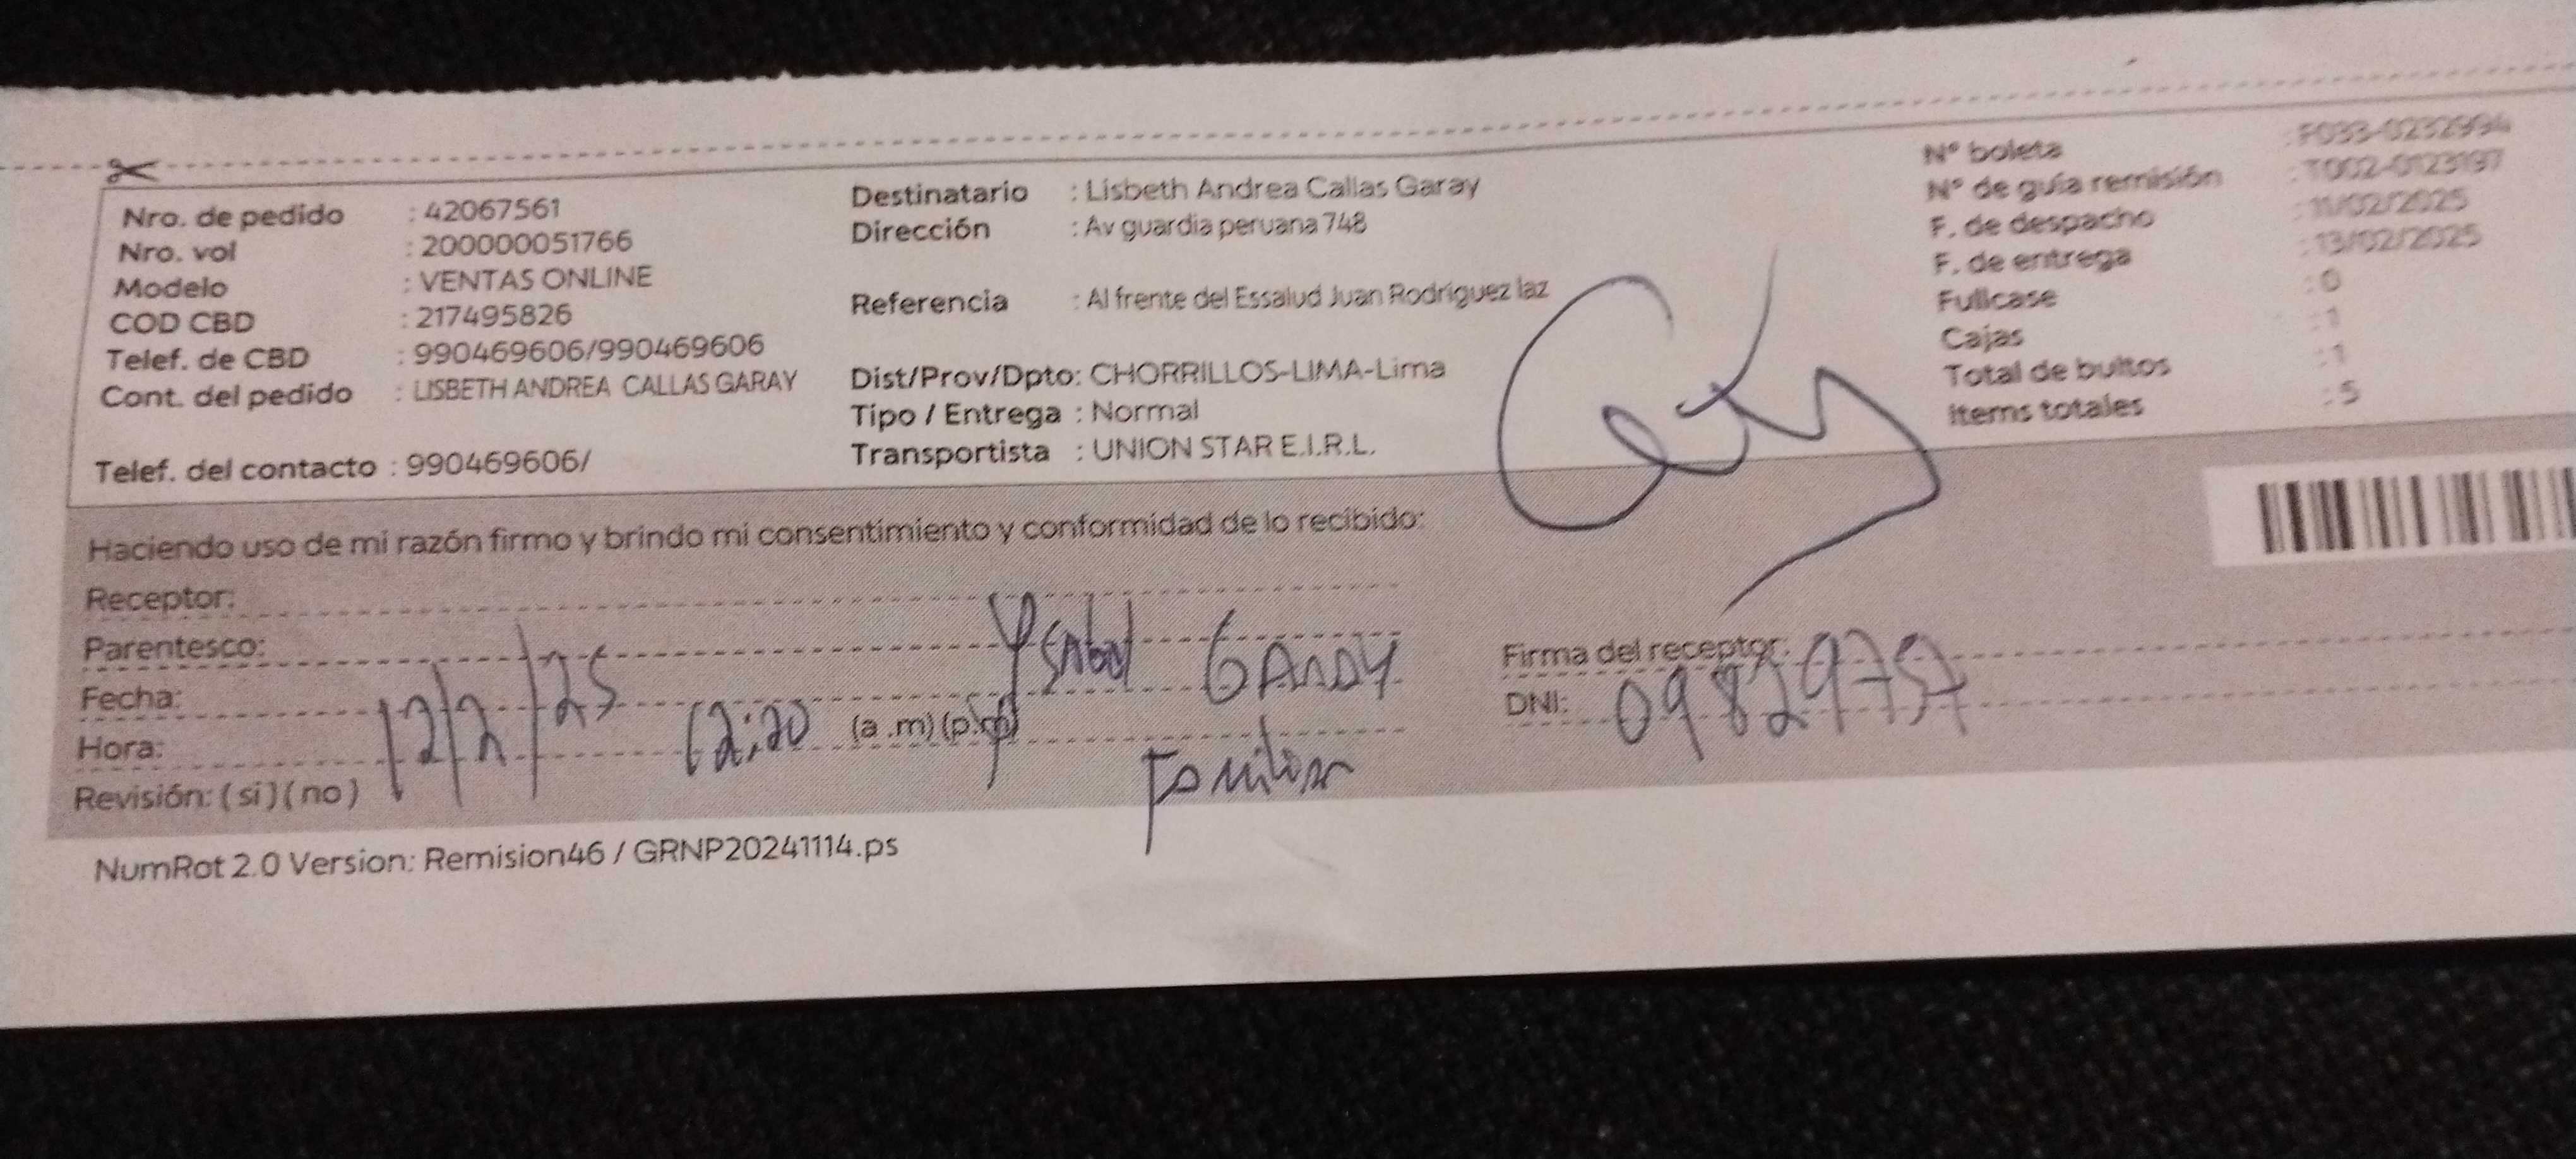 Nro. de pedido : 42067561
Nro. vol : 200000051766
Modelo : VENTAS ONLINE
COD CBD : 217495826
Telef. de CBD : 990469606/990469606
Cont. del pedido : LISBETH ANDREA CALLAS GARAY
Telef. del contacto : 990469606/
Destinatario : Lisbeth Andrea Callas Garay
Dirección : Av guardia peruana 748
Referencia : Al frente del Essalud Juan Rodriguez laz
Dist/Prov/Dpto: CHORRILLOS-LIMA-Lima
Tipo / Entrega : Normal
Transportista : UNION STAR E.I.R.L.
Nº boleta : F033-0232994
Nº de guía remisión : T002-0123197
F. de despacho : 11/02/2025
F. de entrega : 13/02/2025
Fullcase : 0
Cajas : 1
Total de bultos : 1
Items totales : 5
Haciendo uso de mi razón firmo y brindo mi consentimiento y conformidad de lo recibido:
Receptor:
Parentesco: Ysabel GARAY
Fecha: 12/2/25
Hora: 12:20 (a .m) (p.m)
Revisión: ( si ) ( no )
Familiar
Firma del receptor:
DNI: 09829757
NumRot 2.0 Version: Remision46 / GRNP20241114.ps